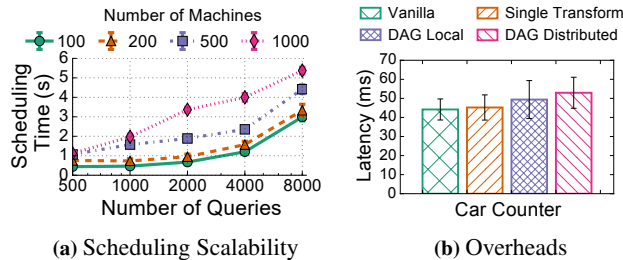 Number of Machines
100 200 500 1000
Scheduling
Time (s)
6
5
4
3
2
1
0
500 1000 2000 4000 8000
Number of Queries
(a) Scheduling Scalability
Vanilla Single Transform
DAG Local DAG Distributed
Latency (ms)
70
60
50
40
30
20
10
0
Car Counter
(b) Overheads